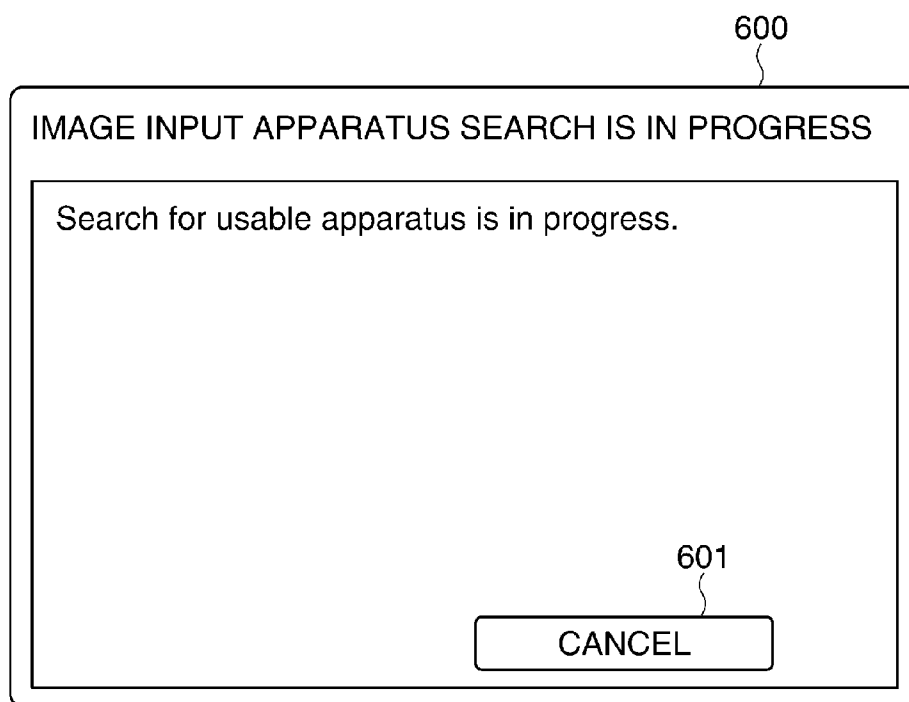 600
IMAGE INPUT APPARATUS SEARCH IS IN PROGRESS
Search for usable apparatus is in progress.
601
CANCEL